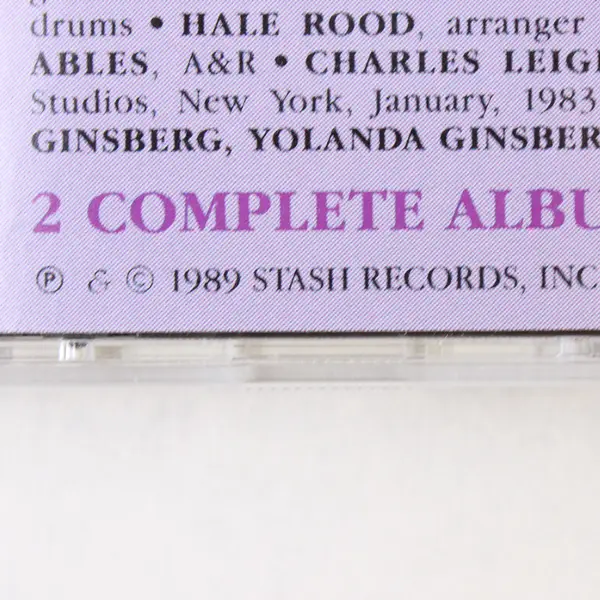 drums • HALE ROOD, arranger
ABLES, A&R • CHARLES LEIG
Studios, New York, January, 1983
GINSBERG, YOLANDA GINSBER
2 COMPLETE ALBU
℗ & © 1989 STASH RECORDS, INC